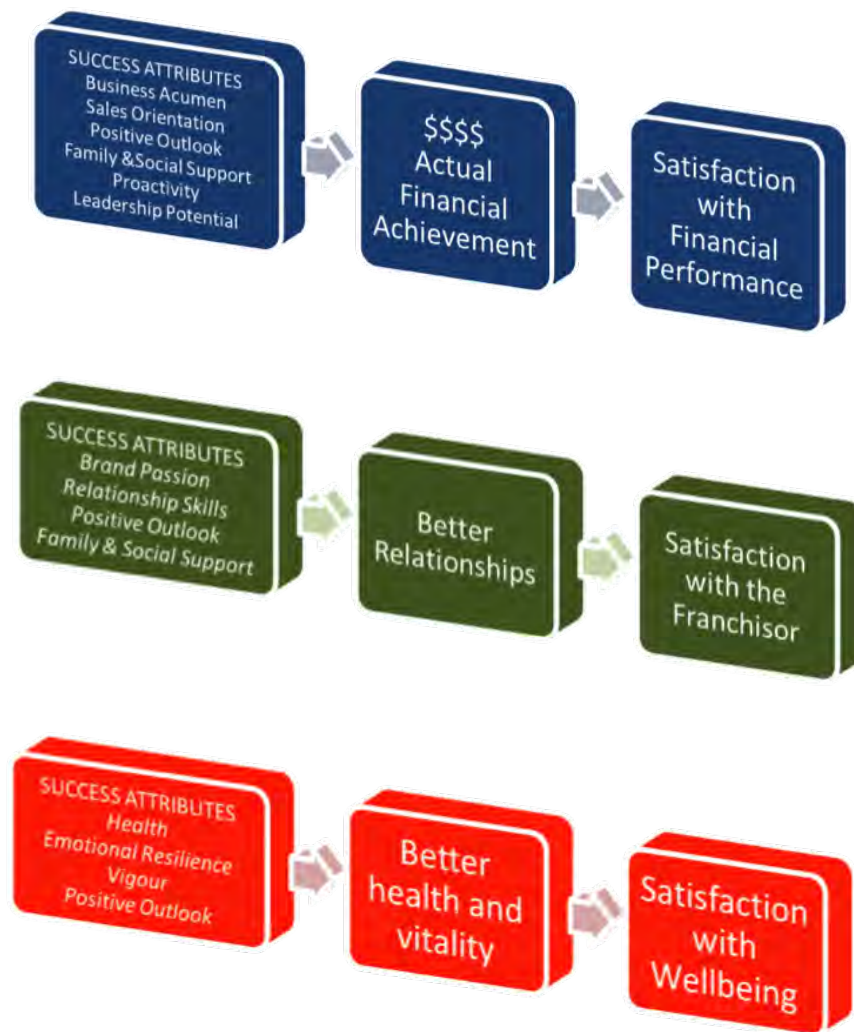 SUCCESS ATTRIBUTES
Business Acumen
Sales Orientation
Positive Outlook
Family &Social Support
Proactivity
Leadership Potential
$$$$
Actual
Financial
Achievement
Satisfaction
with
Financial
Performance
SUCCESS ATTRIBUTES
Brand Passion
Relationship Skills
Positive Outlook
Family & Social Support
Better
Relationships
Satisfaction
with the
Franchisor
SUCCESS ATTRIBUTES
Health
Emotional Resilience
Vigour
Positive Outlook
Better
health and
vitality
Satisfaction
with
Wellbeing